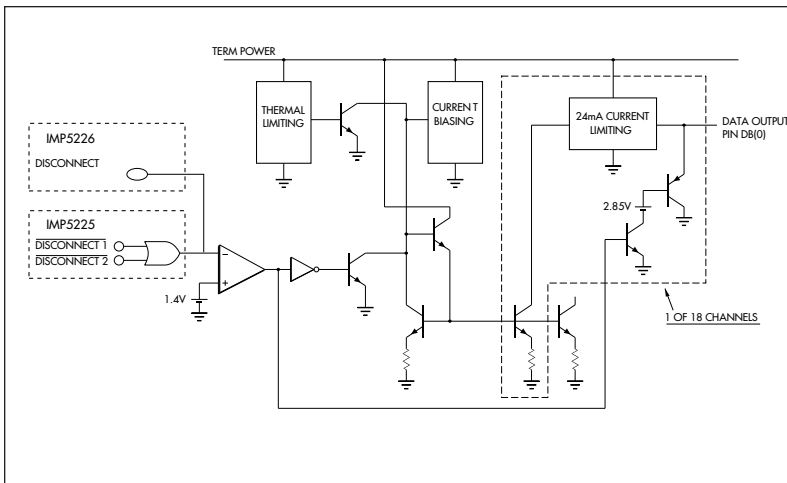 TERM POWER
THERMAL
LIMITING
CURREN T
BIASING
24mA CURRENT
LIMITING
DATA OUTPUT
PIN DB(0)
IMP5226
DISCONNECT
2.85V
IMP5225
DISCONNECT 1
DISCONNECT 2
−
+
1.4V
1 OF 18 CHANNELS